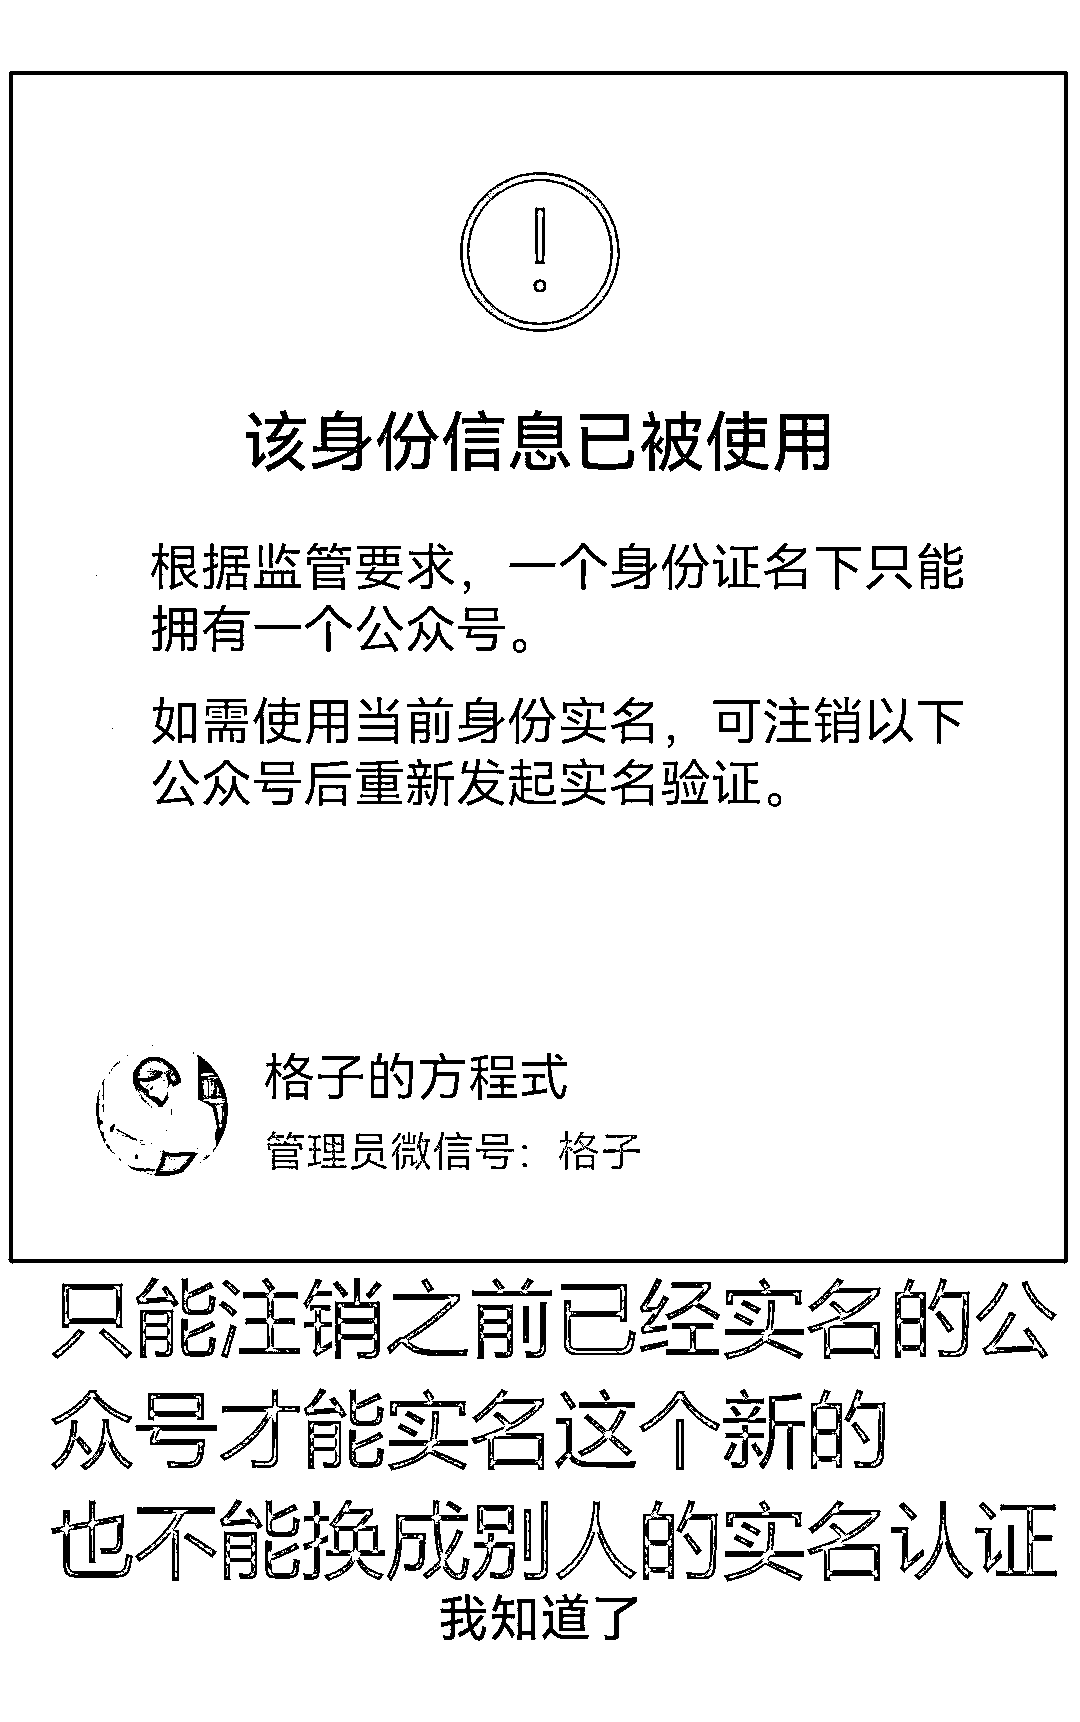 该身份信息已被使用
根据监管要求，一个身份证名下只能
拥有一个公众号。
如需使用当前身份实名，可注销以下
公众号后重新发起实名验证。
格子的方程式
管理员微信号：格子
只能注销之前已经实名的公
众号才能实名这个新的
也不能换成别人的实名认证
我知道了